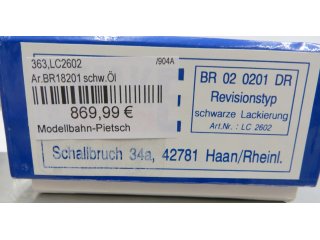 363,LC2602 /904A
Ar.BR18201 schw.Öl
869,99 €
Modellbahn-Pietsch
BR 02 0201 DR
Revisionstyp
schwarze Lackierung
Art.Nr.: LC 2602
Schallbruch 34a, 42781 Haan/Rheinl.